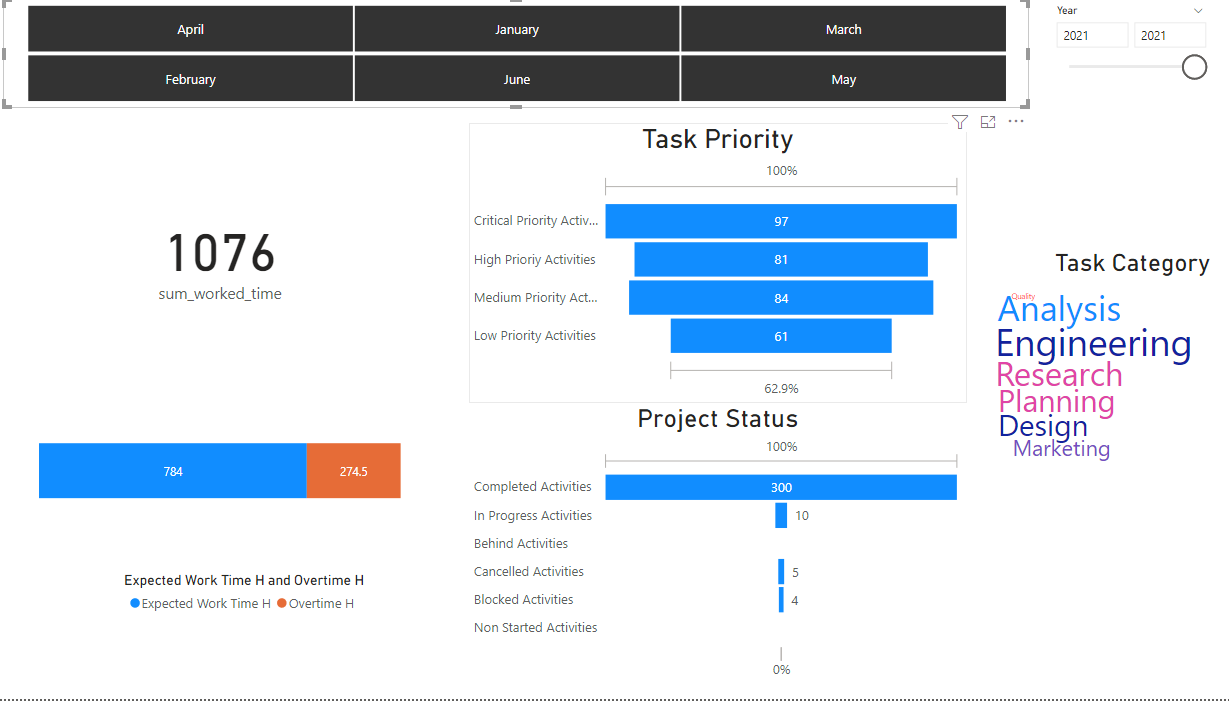 Year
April
January
March
2021
2021
February
June
May
Task Priority
100%
Critical Priority Activ...
97
High Prioriy Activities
81
Medium Priority Act...
84
Low Priority Activities
61
62.9%
1076
sum_worked_time
Task Category
Quality
Analysis
Engineering
Research
Planning
Design
Marketing
Project Status
100%
784
274.5
Completed Activities
300
In Progress Activities
10
Behind Activities
Cancelled Activities
5
Blocked Activities
4
Non Started Activities
0%
Expected Work Time H and Overtime H
Expected Work Time H
Overtime H